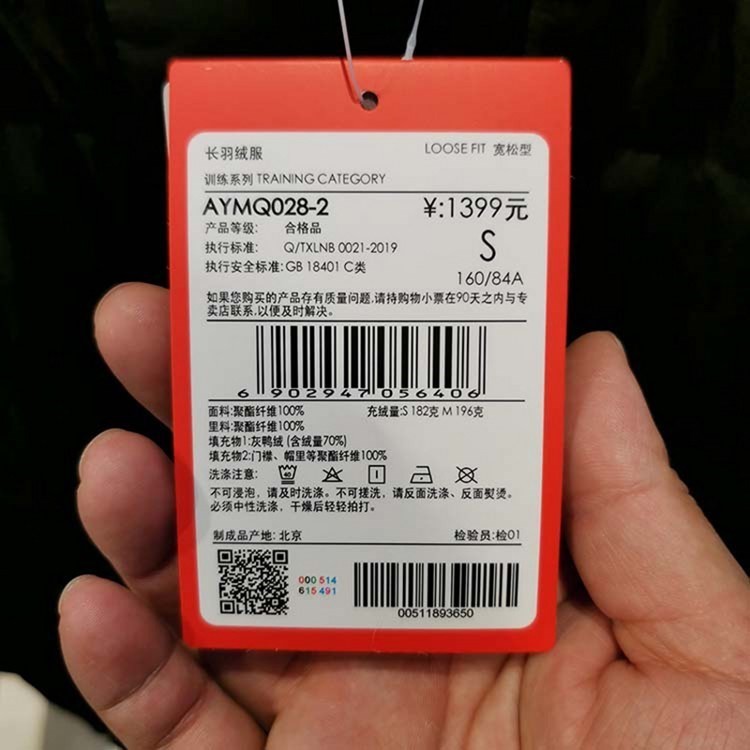 长羽绒服
LOOSE FIT 宽松型
训练系列 TRAINING CATEGORY
AYMQ028-2
¥:1399元
产品等级: 合格品
S
执行标准: Q/TXLNB 0021-2019
执行安全标准:GB 18401 C类
160/84A
如果您购买的产品存有质量问题,请持购物小票在90天之内与专
卖店联系,以便及时解决。
6 902947 056406
面料:聚酯纤维100%
充绒量:S 182克 M 196克
里料:聚酯纤维100%
填充物1:灰鸭绒 (含绒量70%)
填充物2:门襟、帽里等聚酯纤维100%
洗涤注意:
40
不可浸泡，请及时洗涤。不可搓洗，请反面洗涤、反面熨烫。
必须中性洗涤，干燥后轻轻拍打。
制成品产地: 北京
检验员:检01
000 514
615 491
00511893650